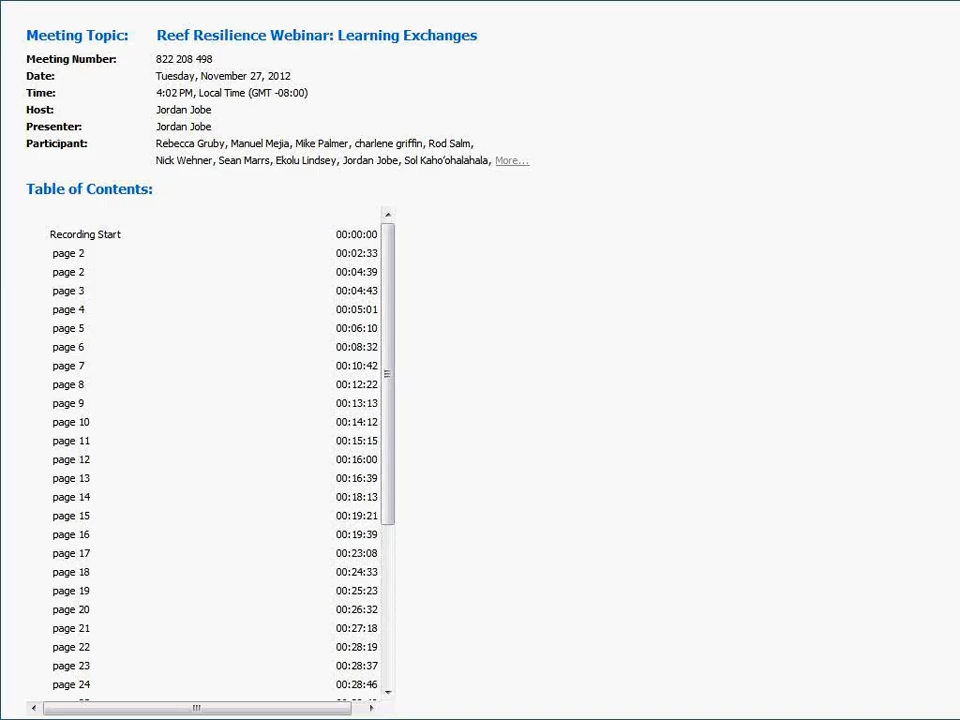 Meeting Topic: Reef Resilience Webinar: Learning Exchanges
Meeting Number: 822 208 498
Date: Tuesday, November 27, 2012
Time: 4:02 PM, Local Time (GMT -08:00)
Host: Jordan Jobe
Presenter: Jordan Jobe
Participant: Rebecca Gruby, Manuel Mejia, Mike Palmer, charlene griffin, Rod Salm,
Nick Wehner, Sean Marrs, Ekolu Lindsey, Jordan Jobe, Sol Kaho'ohalahala, More...
Table of Contents:
Recording Start 00:00:00
page 2 00:02:33
page 2 00:04:39
page 3 00:04:43
page 4 00:05:01
page 5 00:06:10
page 6 00:08:32
page 7 00:10:42
page 8 00:12:22
page 9 00:13:13
page 10 00:14:12
page 11 00:15:15
page 12 00:16:00
page 13 00:16:39
page 14 00:18:13
page 15 00:19:21
page 16 00:19:39
page 17 00:23:08
page 18 00:24:33
page 19 00:25:23
page 20 00:26:32
page 21 00:27:18
page 22 00:28:19
page 23 00:28:37
page 24 00:28:46